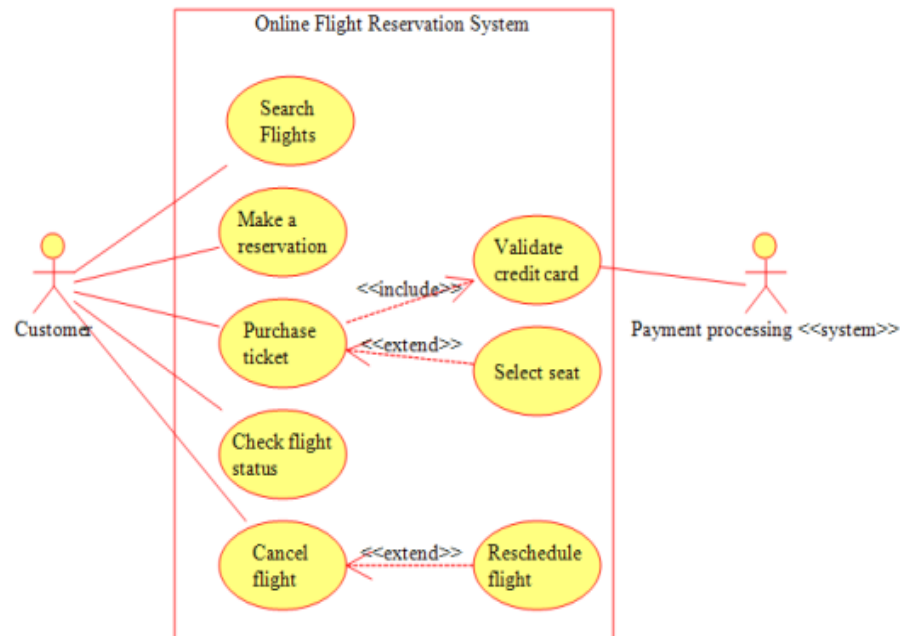 Online Flight Reservation System
Search
Flights
Make a
reservation
Validate
credit card
<<include>>
Customer
Payment processing <<system>>
Purchase
ticket
<<extend>>
Select seat
Check flight
status
Cancel
flight
<<extend>>
Reschedule
flight